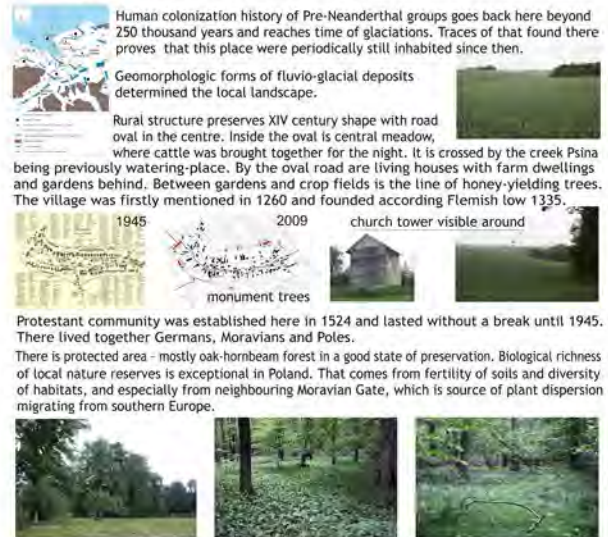 Human colonization history of Pre-Neanderthal groups goes back here beyond
250 thousand years and reaches time of glaciations. Traces of that found there
proves that this place were periodically still inhabited since then.
Geomorphologic forms of fluvio-glacial deposits
determined the local landscape.
Rural structure preserves XIV century shape with road
oval in the centre. Inside the oval is central meadow,
where cattle was brought together for the night. It is crossed by the creek Psina
being previously watering-place. By the oval road are living houses with farm dwellings
and gardens behind. Between gardens and crop fields is the line of honey-yielding trees.
The village was firstly mentioned in 1260 and founded according Flemish low 1335.
1945
2009
church tower visible around
monument trees
Protestant community was established here in 1524 and lasted without a break until 1945.
There lived together Germans, Moravians and Poles.
There is protected area - mostly oak-hornbeam forest in a good state of preservation. Biological richness
of local nature reserves is exceptional in Poland. That comes from fertility of soils and diversity
of habitats, and especially from neighbouring Moravian Gate, which is source of plant dispersion
migrating from southern Europe.